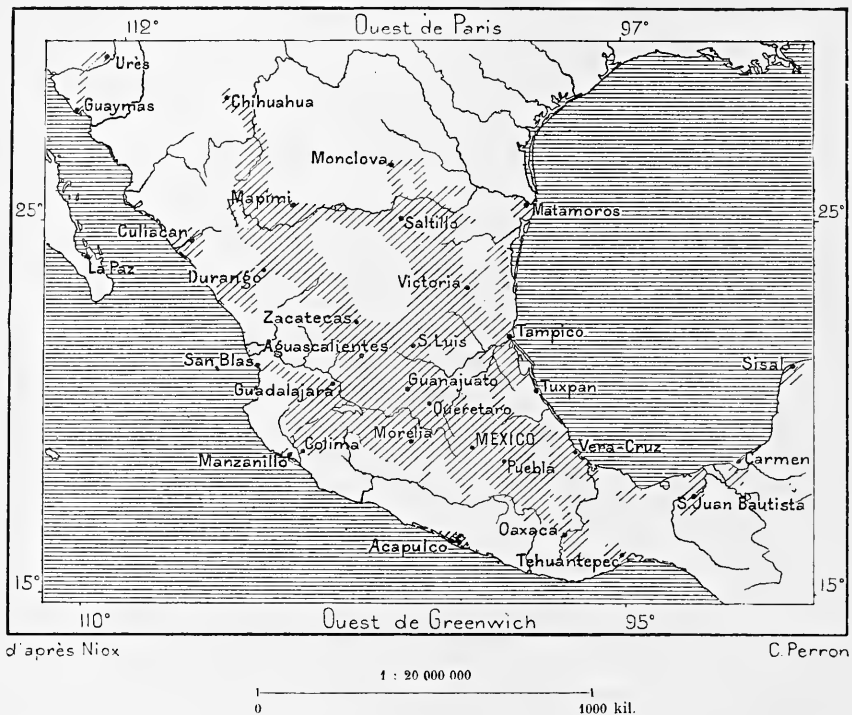 112° Ouest de Paris 97°
Urès
Guaymas
Chihuahua
Monclova
Mapimi
Matamoros
25° 25°
Saltillo
Culiacan
La Paz
Durango
Victoria
Zacatecas
S. Luis
Tampico
Aguascalientes
San Blas
Sisal
Guadalajara
Guanajuato
Tuxpan
Queretaro
Morelia
MEXICO
Vera-Cruz
Colima
Manzanillo
Puebla
Carmen
S. Juan Bautista
Oaxaca
Acapulco
Tehuantepec
15° 15°
110° Ouest de Greenwich 95°
d'après Niox C. Perron
1 : 20 000 000
0 1000 kil.